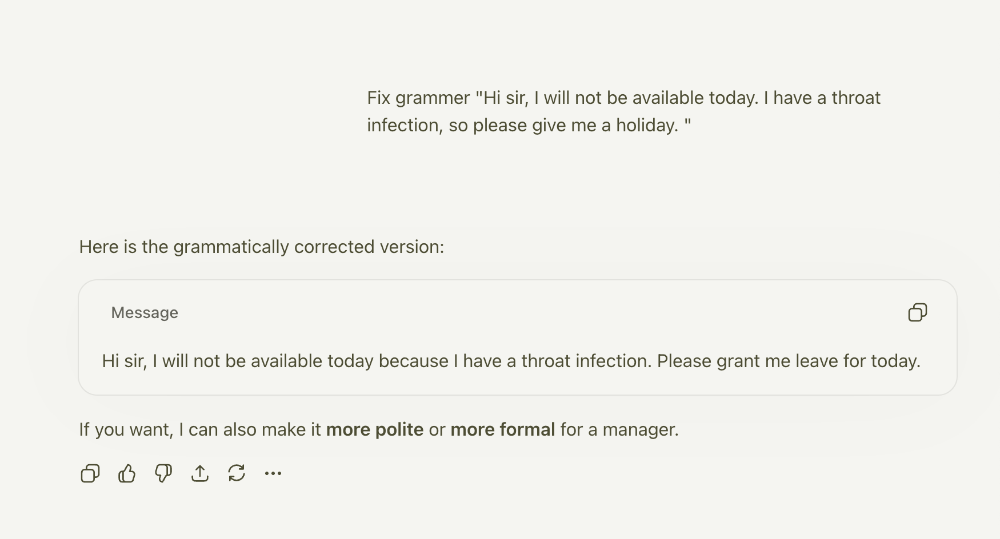 Fix grammer "Hi sir, I will not be available today. I have a throat
infection, so please give me a holiday. "
Here is the grammatically corrected version:
Message
Hi sir, I will not be available today because I have a throat infection. Please grant me leave for today.
If you want, I can also make it more polite or more formal for a manager.